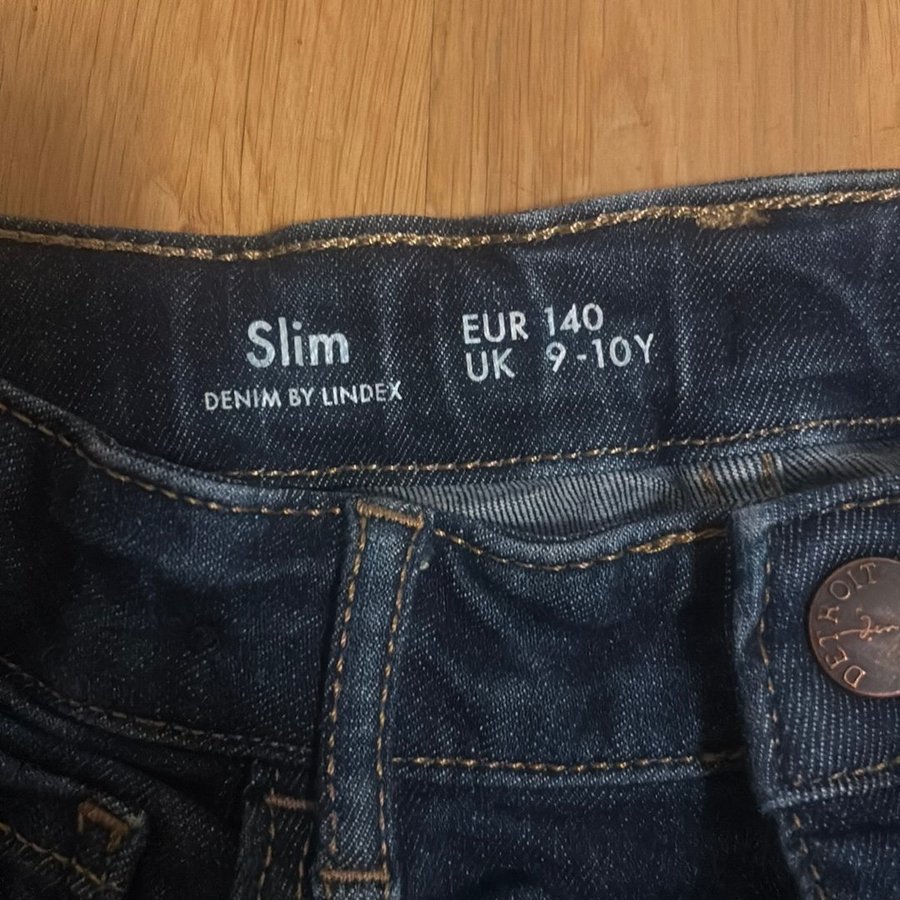 Slim
DENIM BY LINDEX
EUR 140
UK 9-10Y
DETROIT